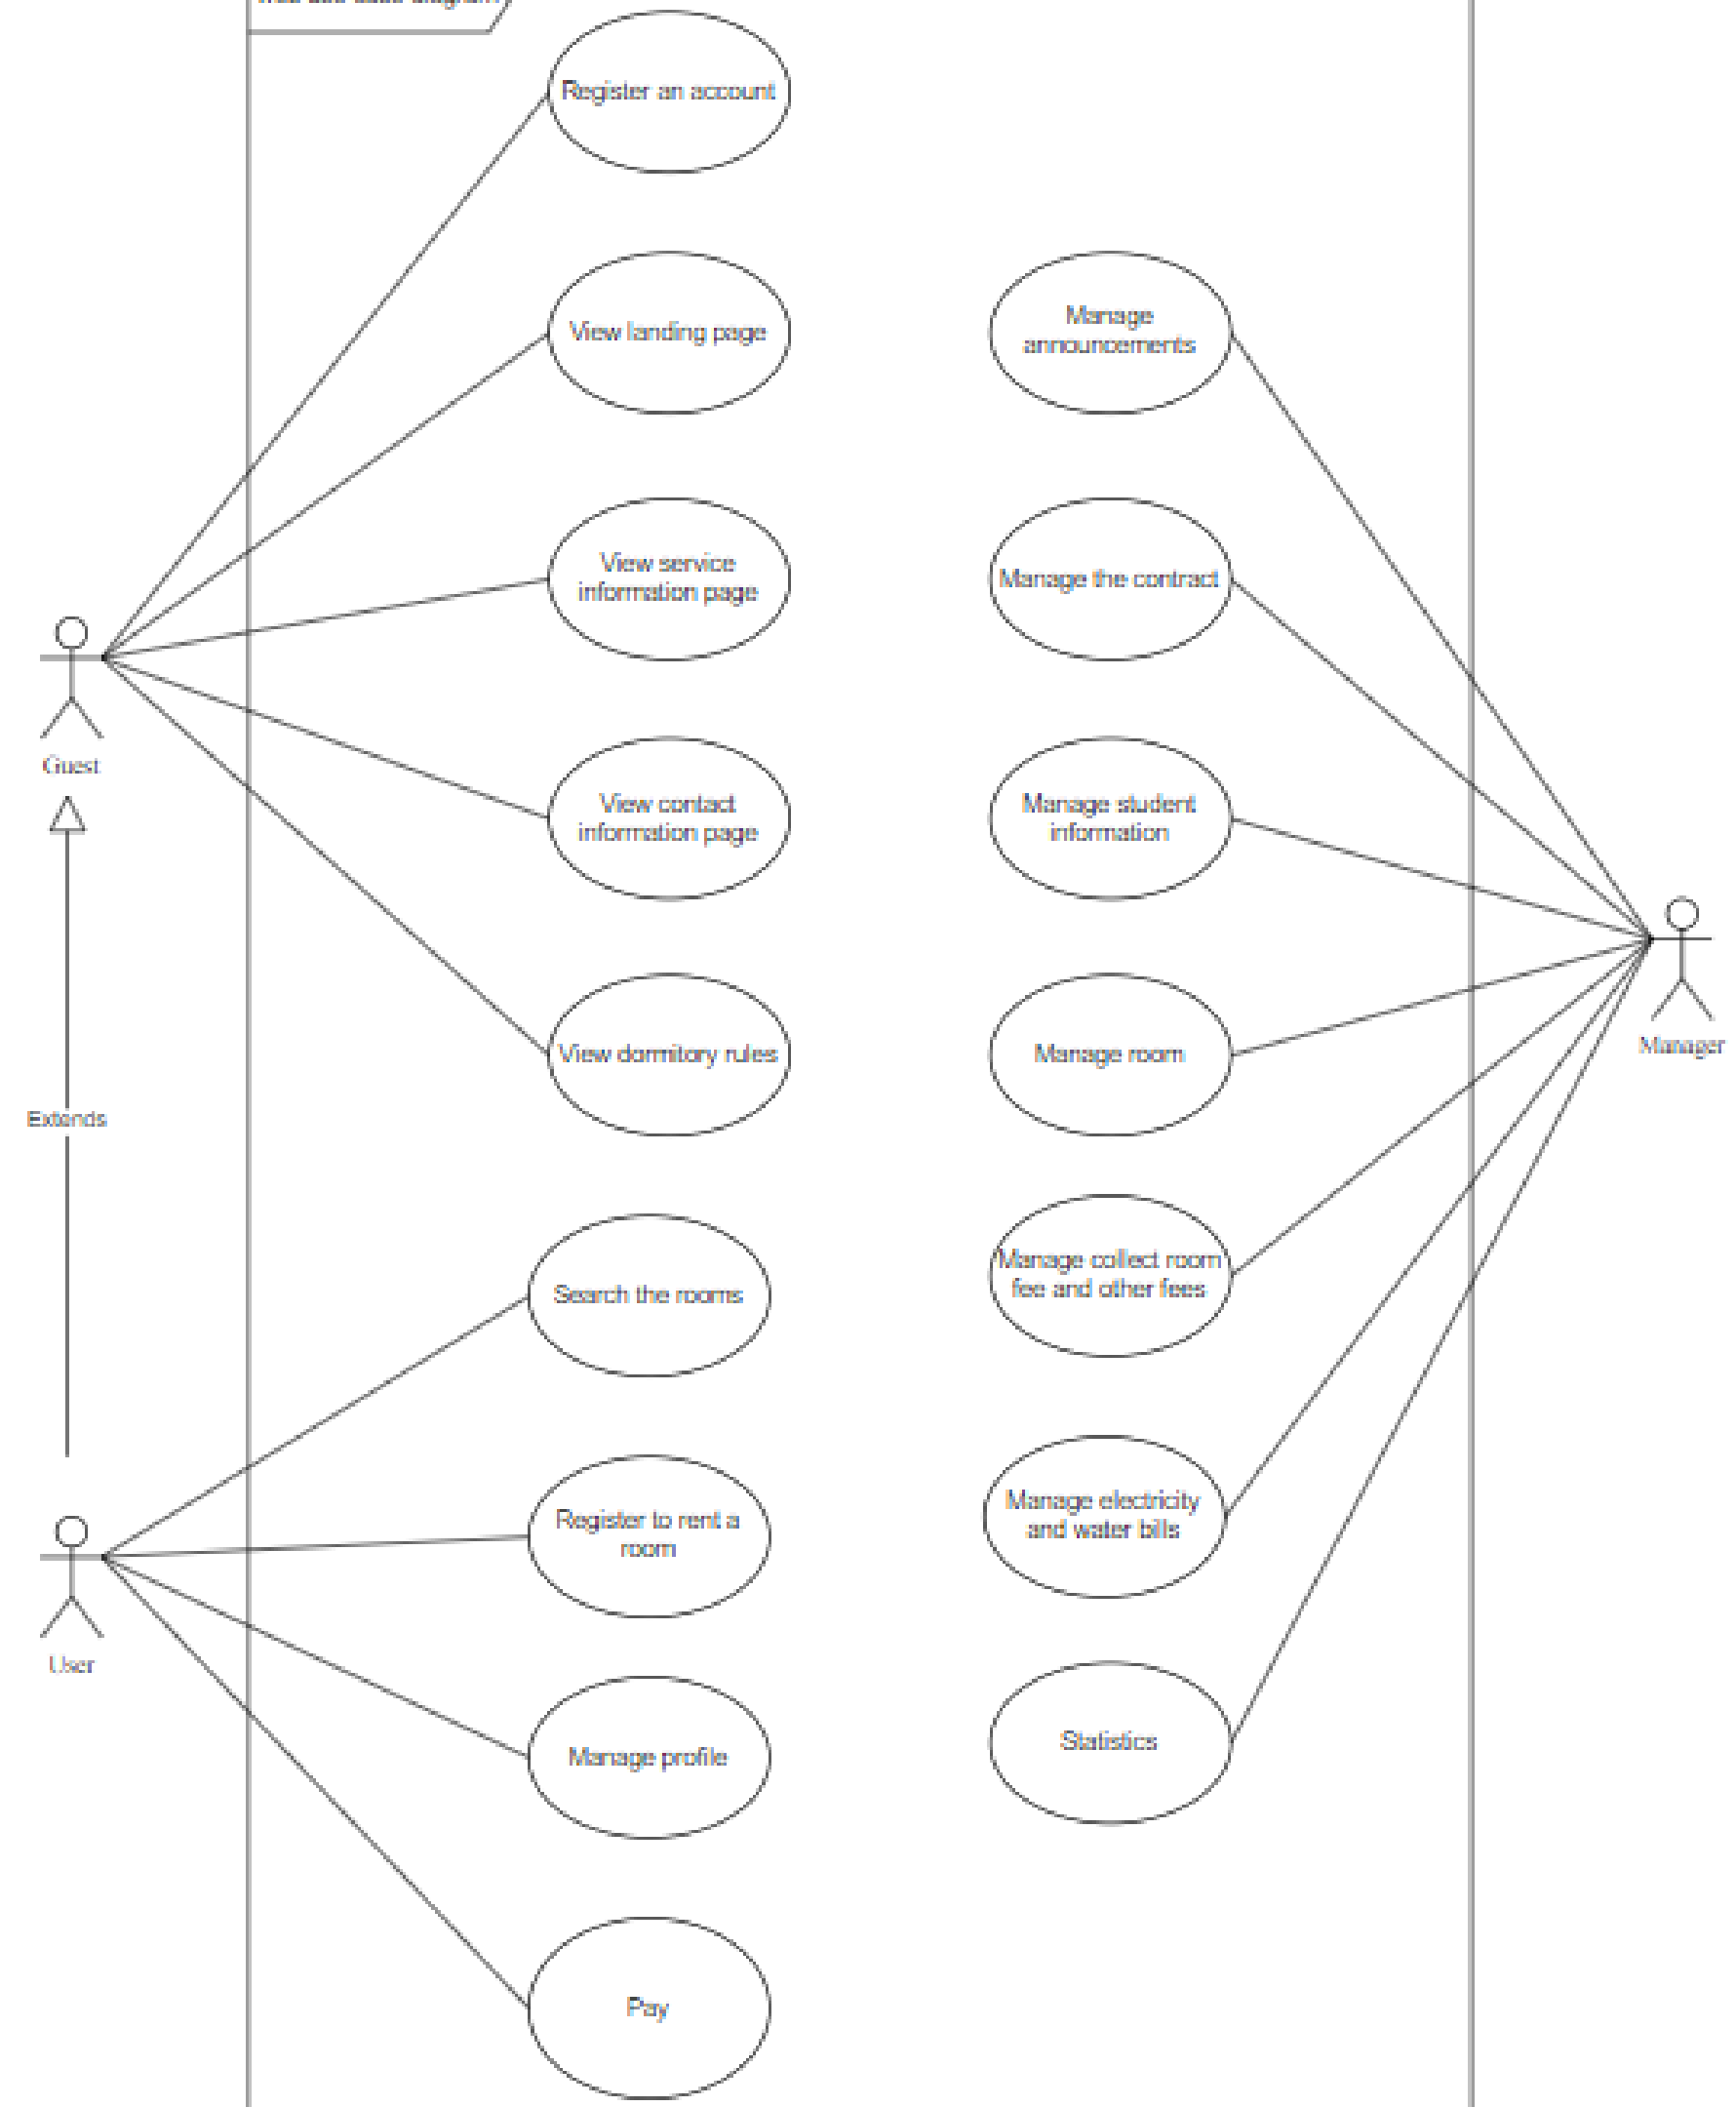 Register an account
View landing page
Manage
announcements
View service
information page
Manage the contract
Guest
View contact
information page
Manage student
information
Manager
View dormitory rules
Manage room
Extends
Search the rooms
Manage collect room
fee and other fees
Register to rent a
room
Manage electricity
and water bills
User
Manage profile
Statistics
Pay